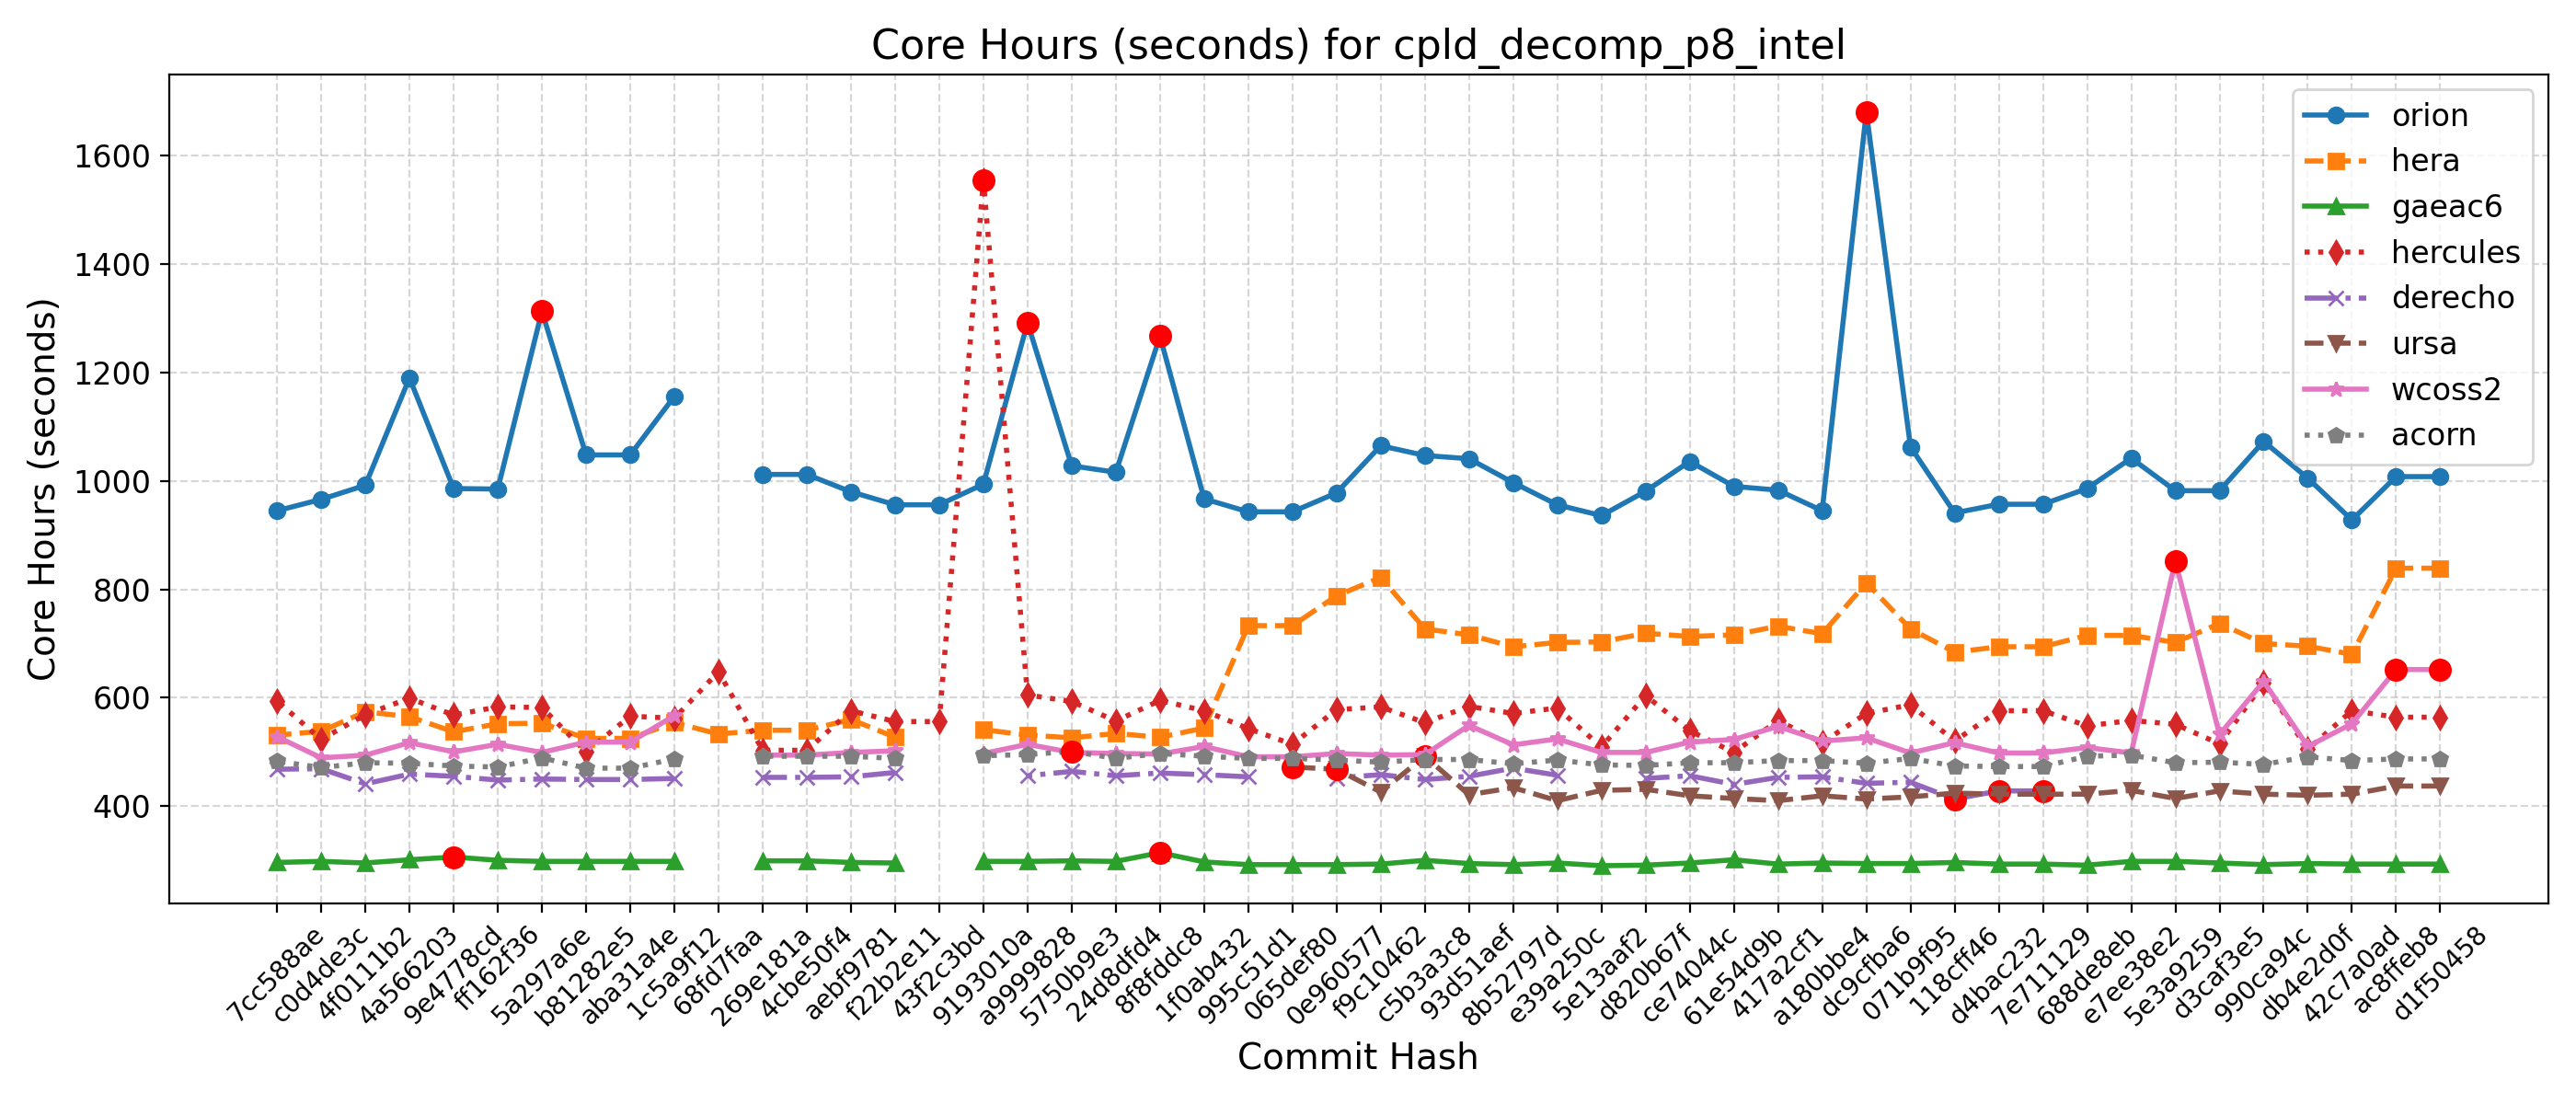 Core Hours (seconds) for cpld_decomp_p8_intel
Core Hours (seconds)
1600
1400
1200
1000
800
600
400
orion
hera
gaeac6
hercules
derecho
ursa
wcoss2
acorn
7cc588ae
c0d4de3c
4f0111b2
4a566203
9e4778cd
ff162f36
5a297a6e
b81282e5
aba31a4e
1c5a9f12
68fd7faa
269e181a
4cbe50f4
aebf9781
f22b2e11
43f2c3bd
9193010a
a9999828
5750b9e3
24d8dfd4
8f8fddc8
1f0ab432
995c51d1
065def80
0e960577
f9c10462
c5b3a3c8
93d51aef
8b52797d
e39a250c
5e13aaf2
d820b67f
ce74044c
61e54d9b
417a2cf1
a180bbe4
dc9cfba6
071b9f95
118cff46
d4bac232
7e711129
688de8eb
e7ee38e2
5e3a9259
d3caf3e5
990ca94c
db4e2d0f
42c7a0ad
ac8ffeb8
d1f50458
Commit Hash